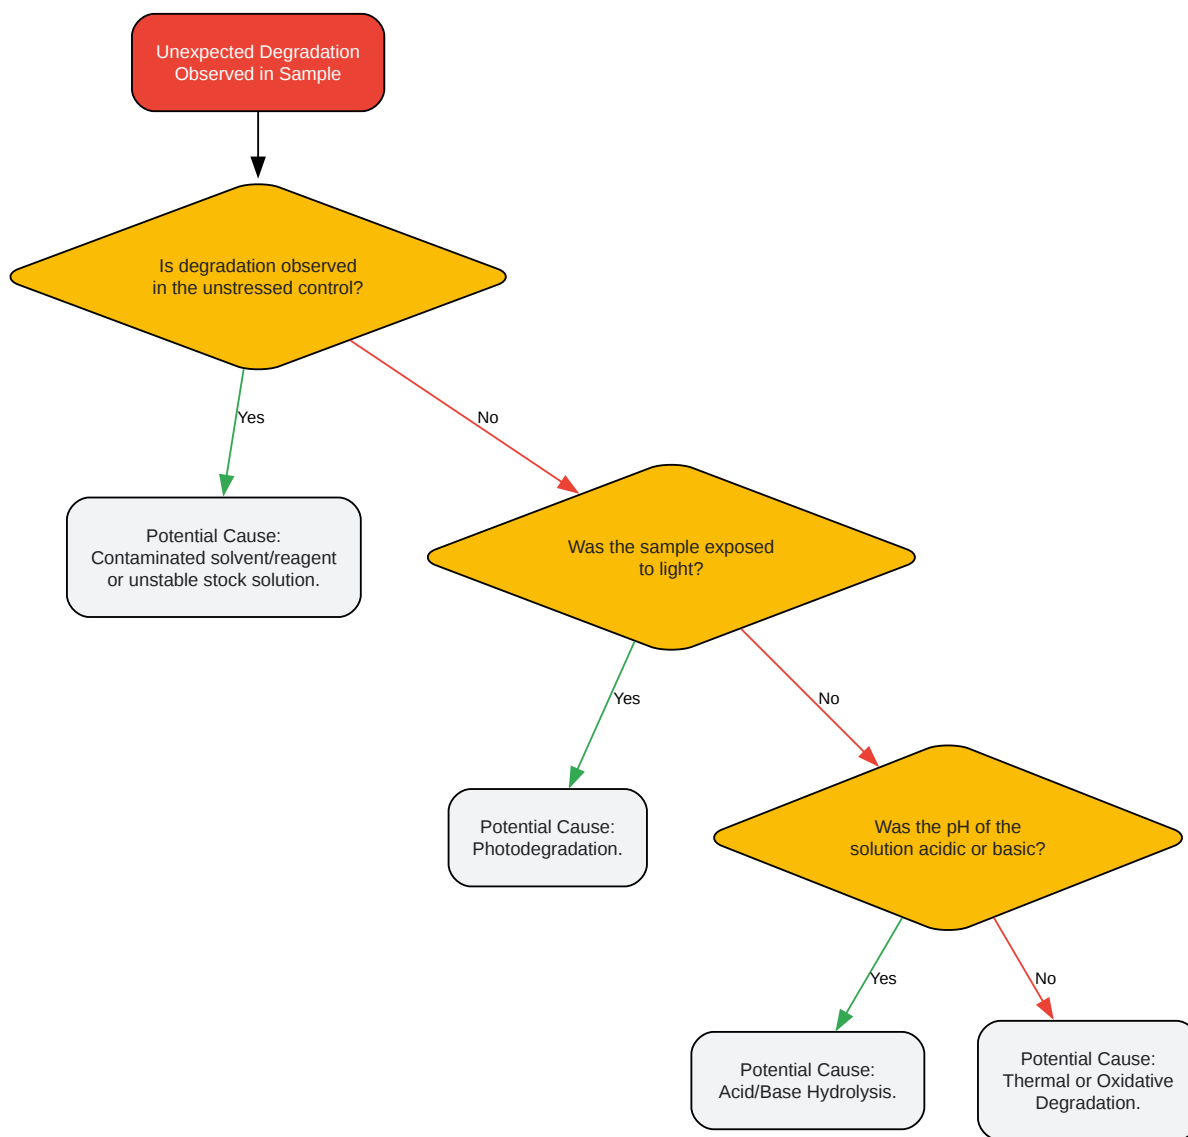 Unexpected Degradation
Observed in Sample
Is degradation observed
in the unstressed control?
Yes
No
Potential Cause:
Contaminated solvent/reagent
or unstable stock solution.
Was the sample exposed
to light?
Yes
No
Potential Cause:
Photodegradation.
Was the pH of the
solution acidic or basic?
Yes
No
Potential Cause:
Acid/Base Hydrolysis.
Potential Cause:
Thermal or Oxidative
Degradation.